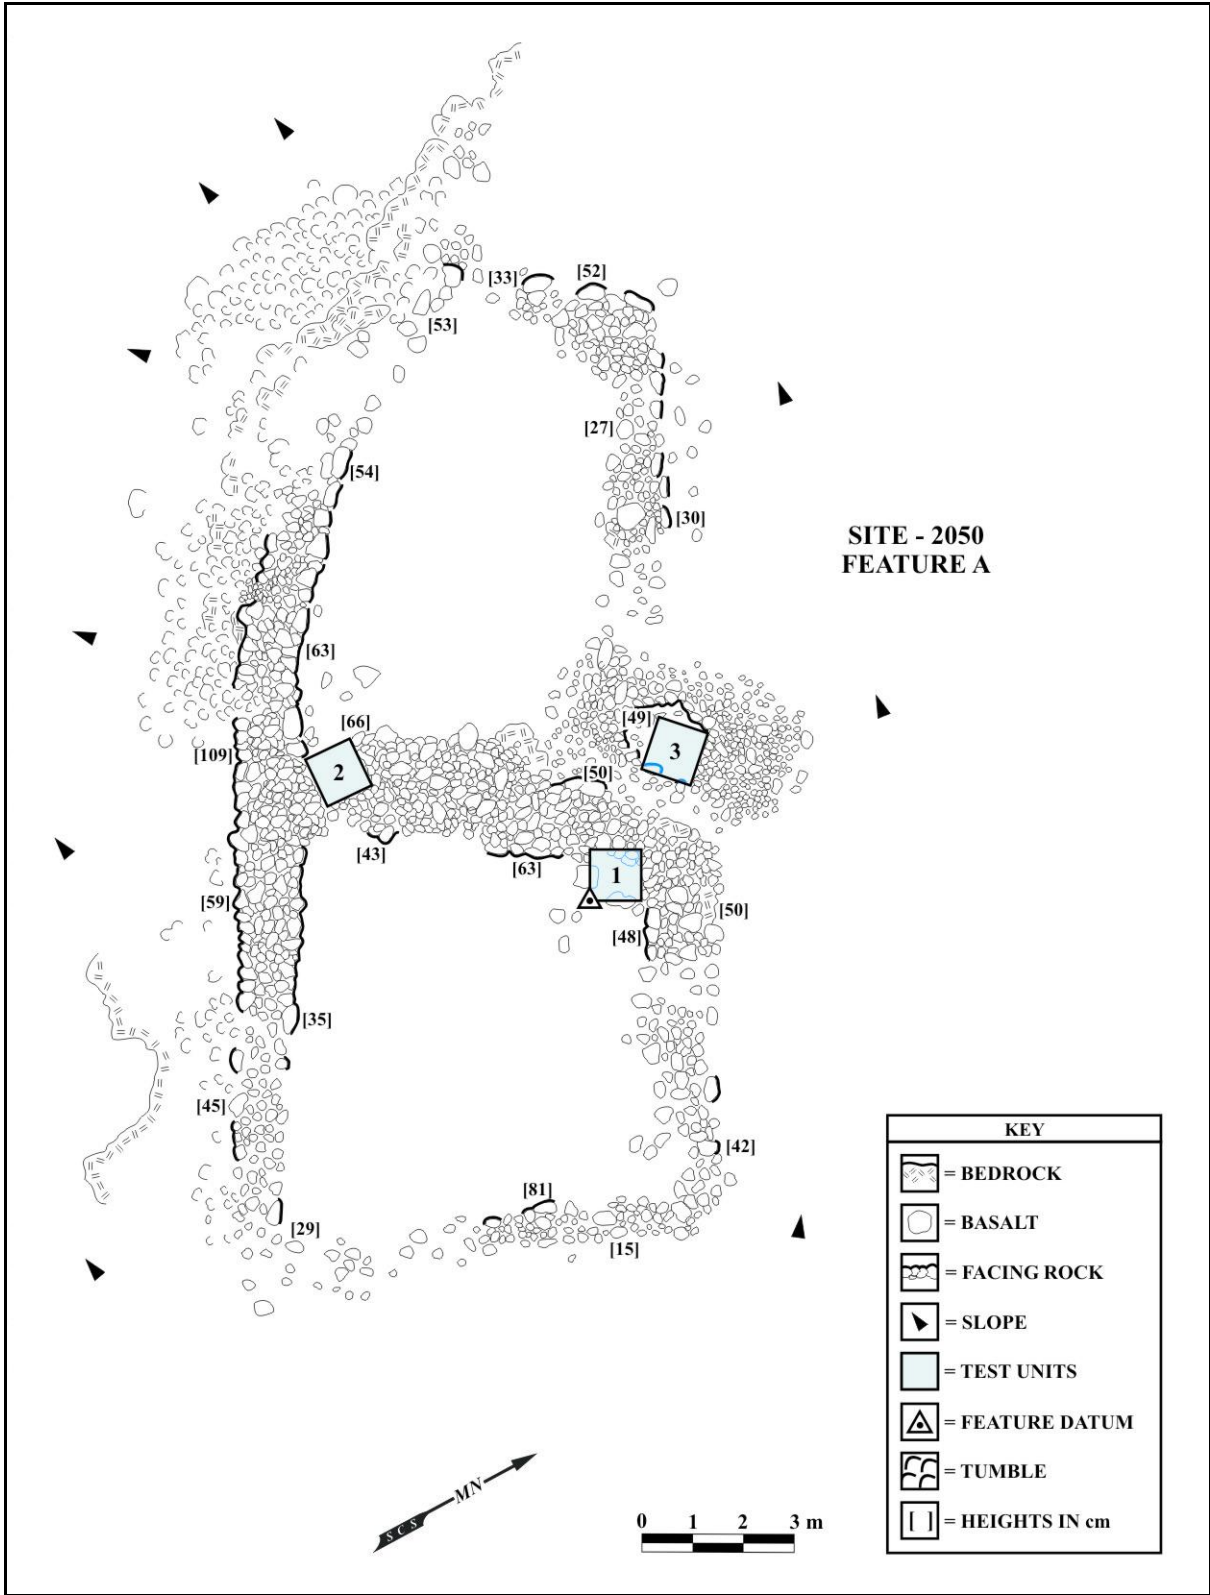 [33]
[52]
[53]
[27]
[54]
[30]
SITE - 2050
FEATURE A
[63]
[49]
[66]
[109]
3
2
[50]
[43]
[63]
1
[59]
[50]
[48]
[35]
[45]
[42]
[81]
[29]
[15]
KEY
= BEDROCK
= BASALT
= FACING ROCK
= SLOPE
= TEST UNITS
= FEATURE DATUM
= TUMBLE
[ ] = HEIGHTS IN cm
MN
SCS
0 1 2 3 m